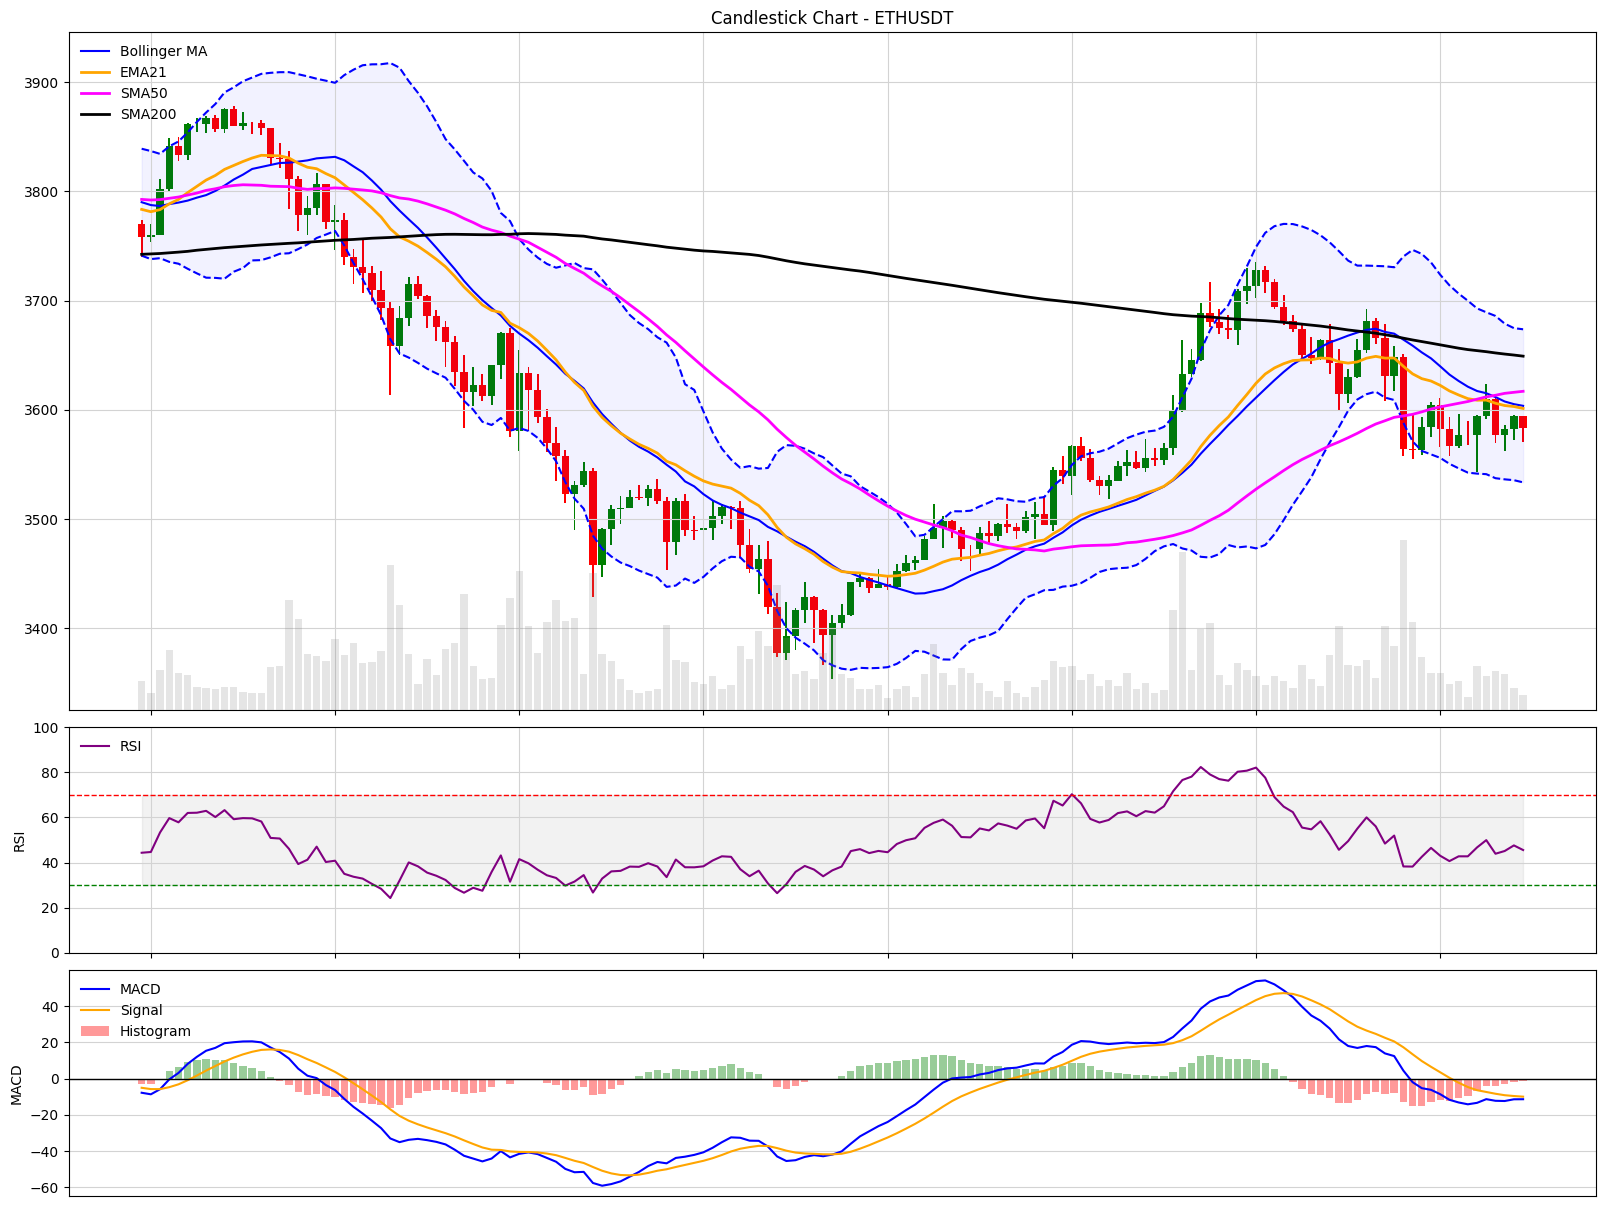 Candlestick Chart - ETHUSDT
Bollinger MA
EMA21
SMA50
SMA200
3900
3800
3700
3600
3500
3400
RSI
100
80
60
40
20
0
RSI
MACD
Signal
Histogram
40
20
0
−20
−40
−60
MACD